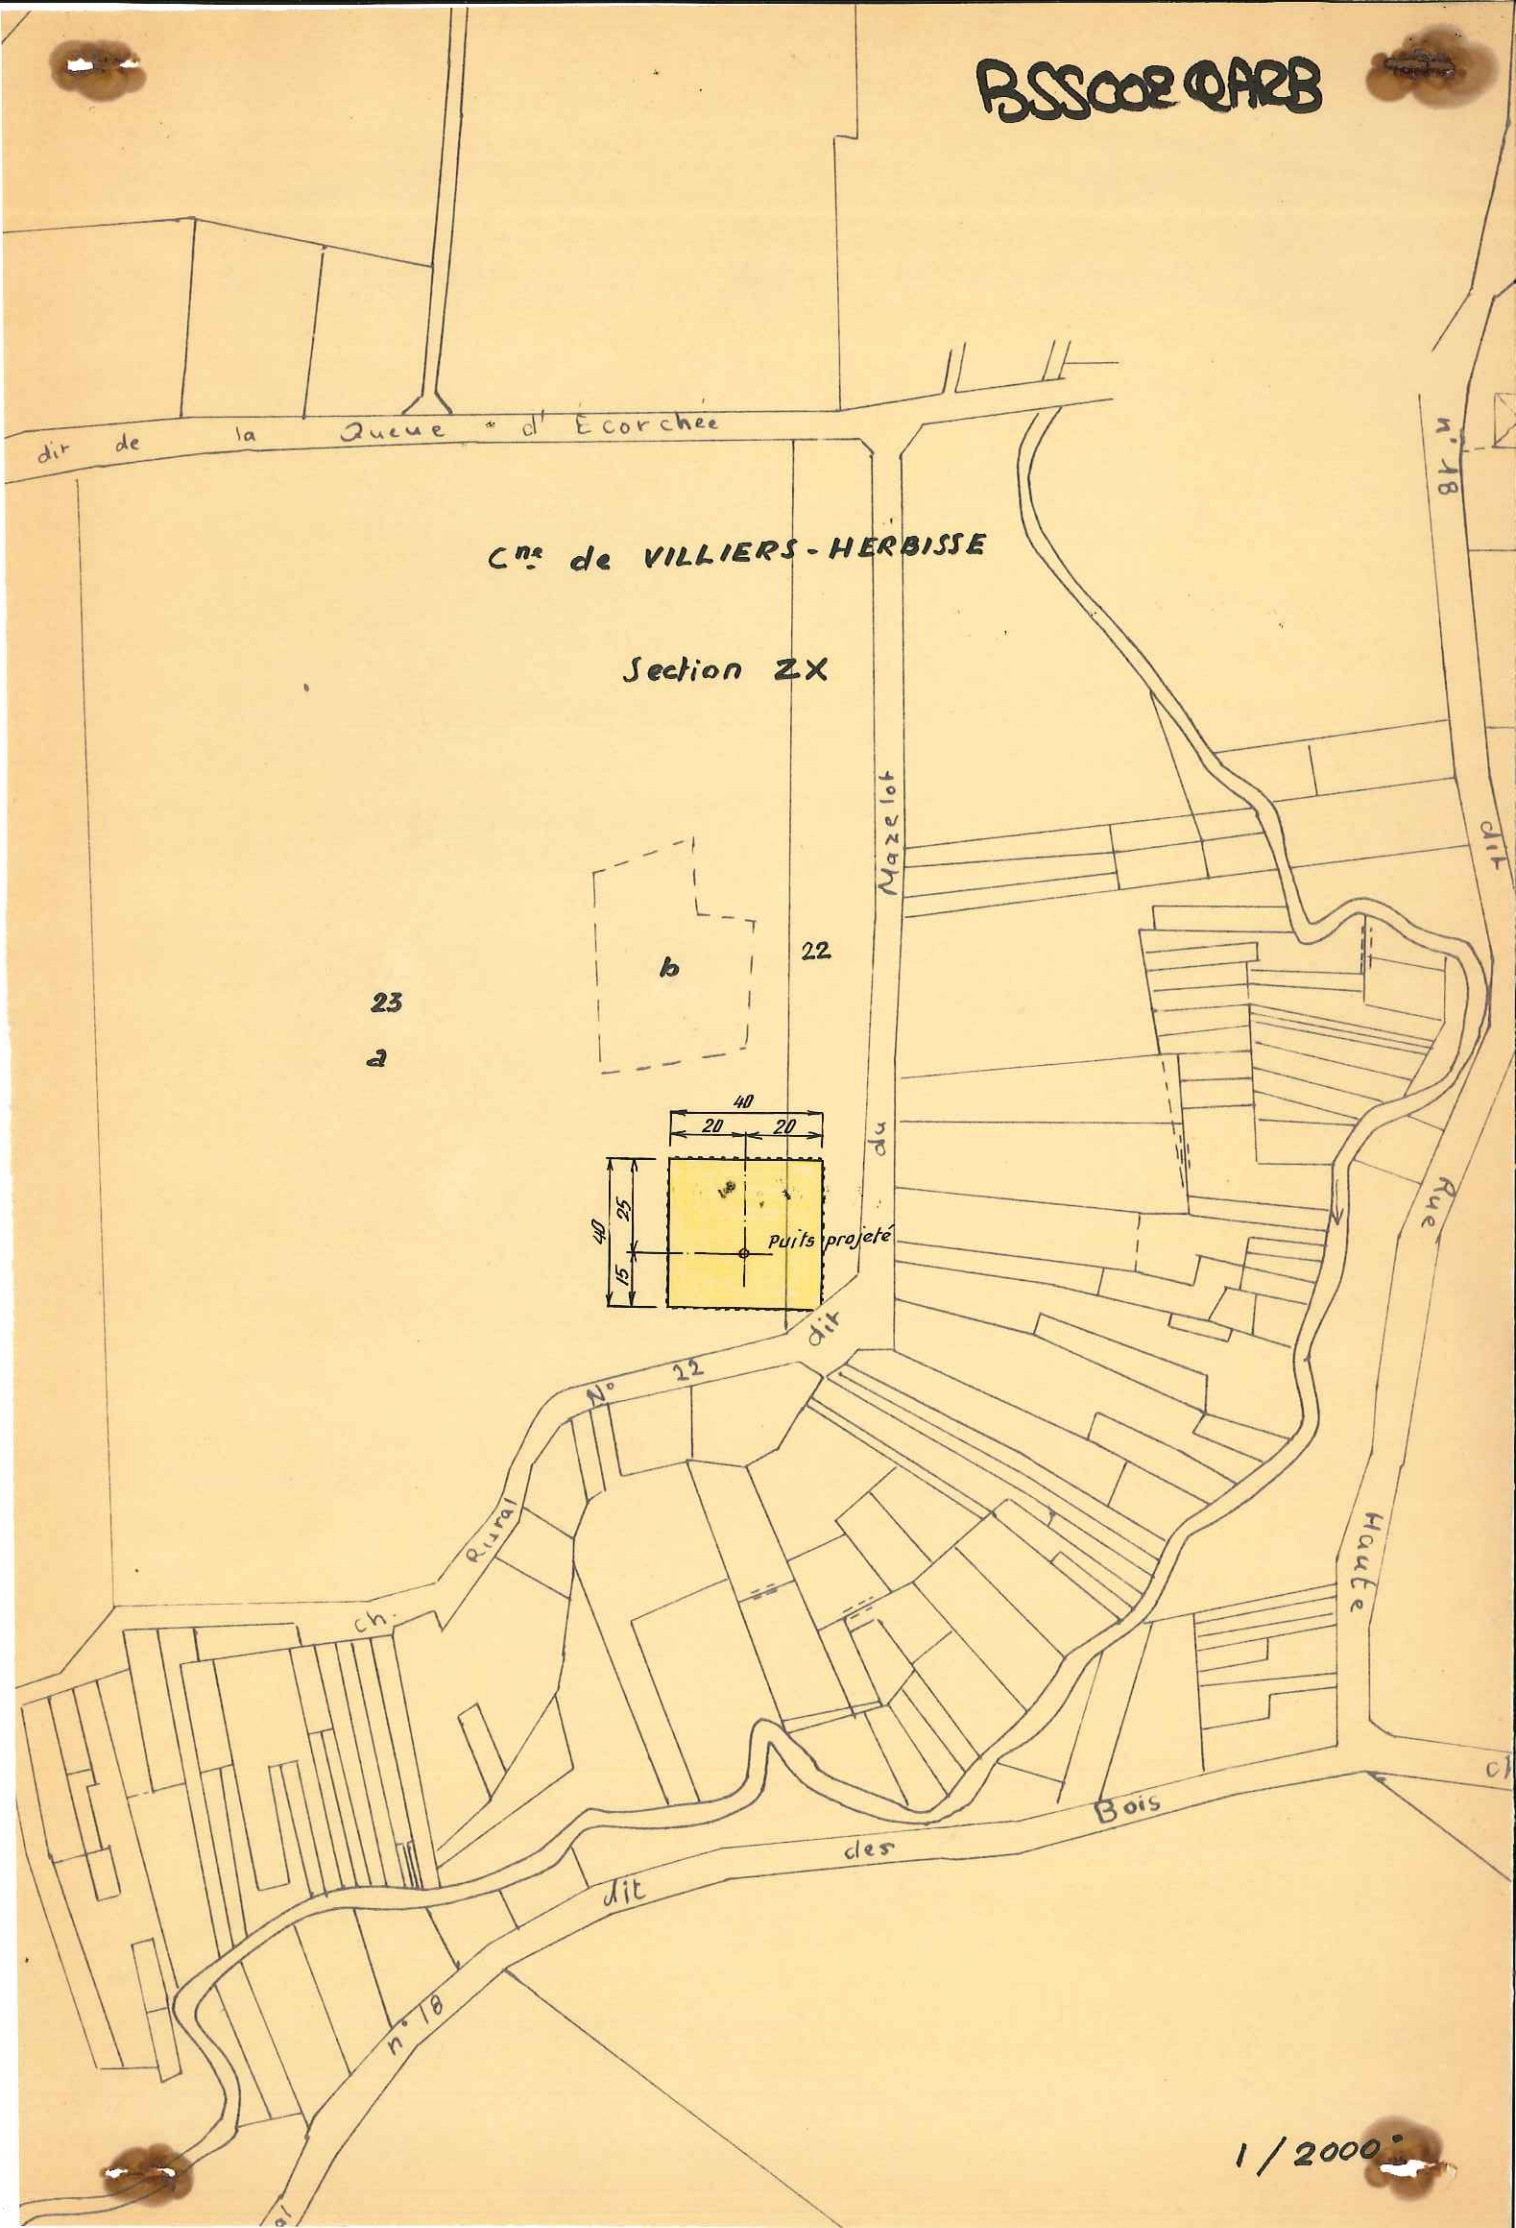 BSS002QARB
dit de la Queue d' Ecorchée
n° 18
Cne de VILLIERS-HERBISSE
Section ZX
Mazelot
dit
22
b
23
a
40
20 20
du
40
25
15
Puits projeté
Rue
dit
N° 22
Rural
Haute
ch.
Bois
des
dit
n° 18
1/2000°